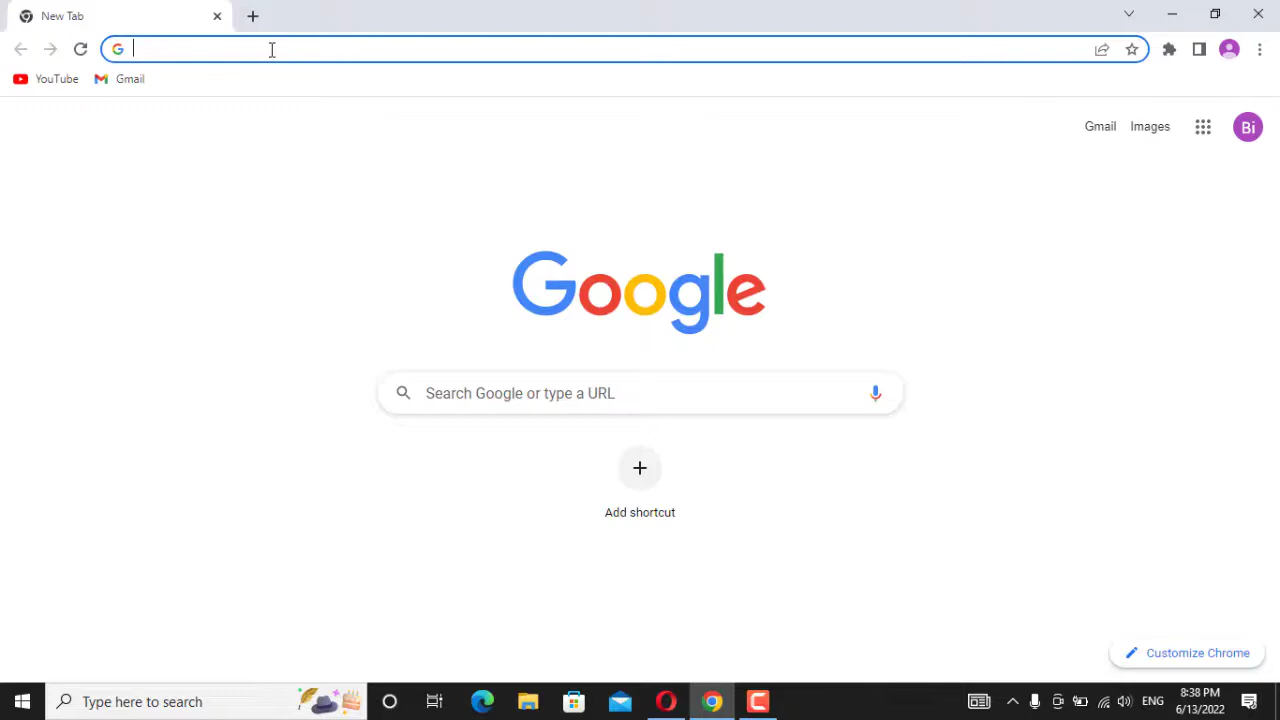 New Tab
YouTube Gmail
Gmail Images Bi
Google
Search Google or type a URL
Add shortcut
Customize Chrome
Type here to search
ENG
8:38 PM
6/13/2022